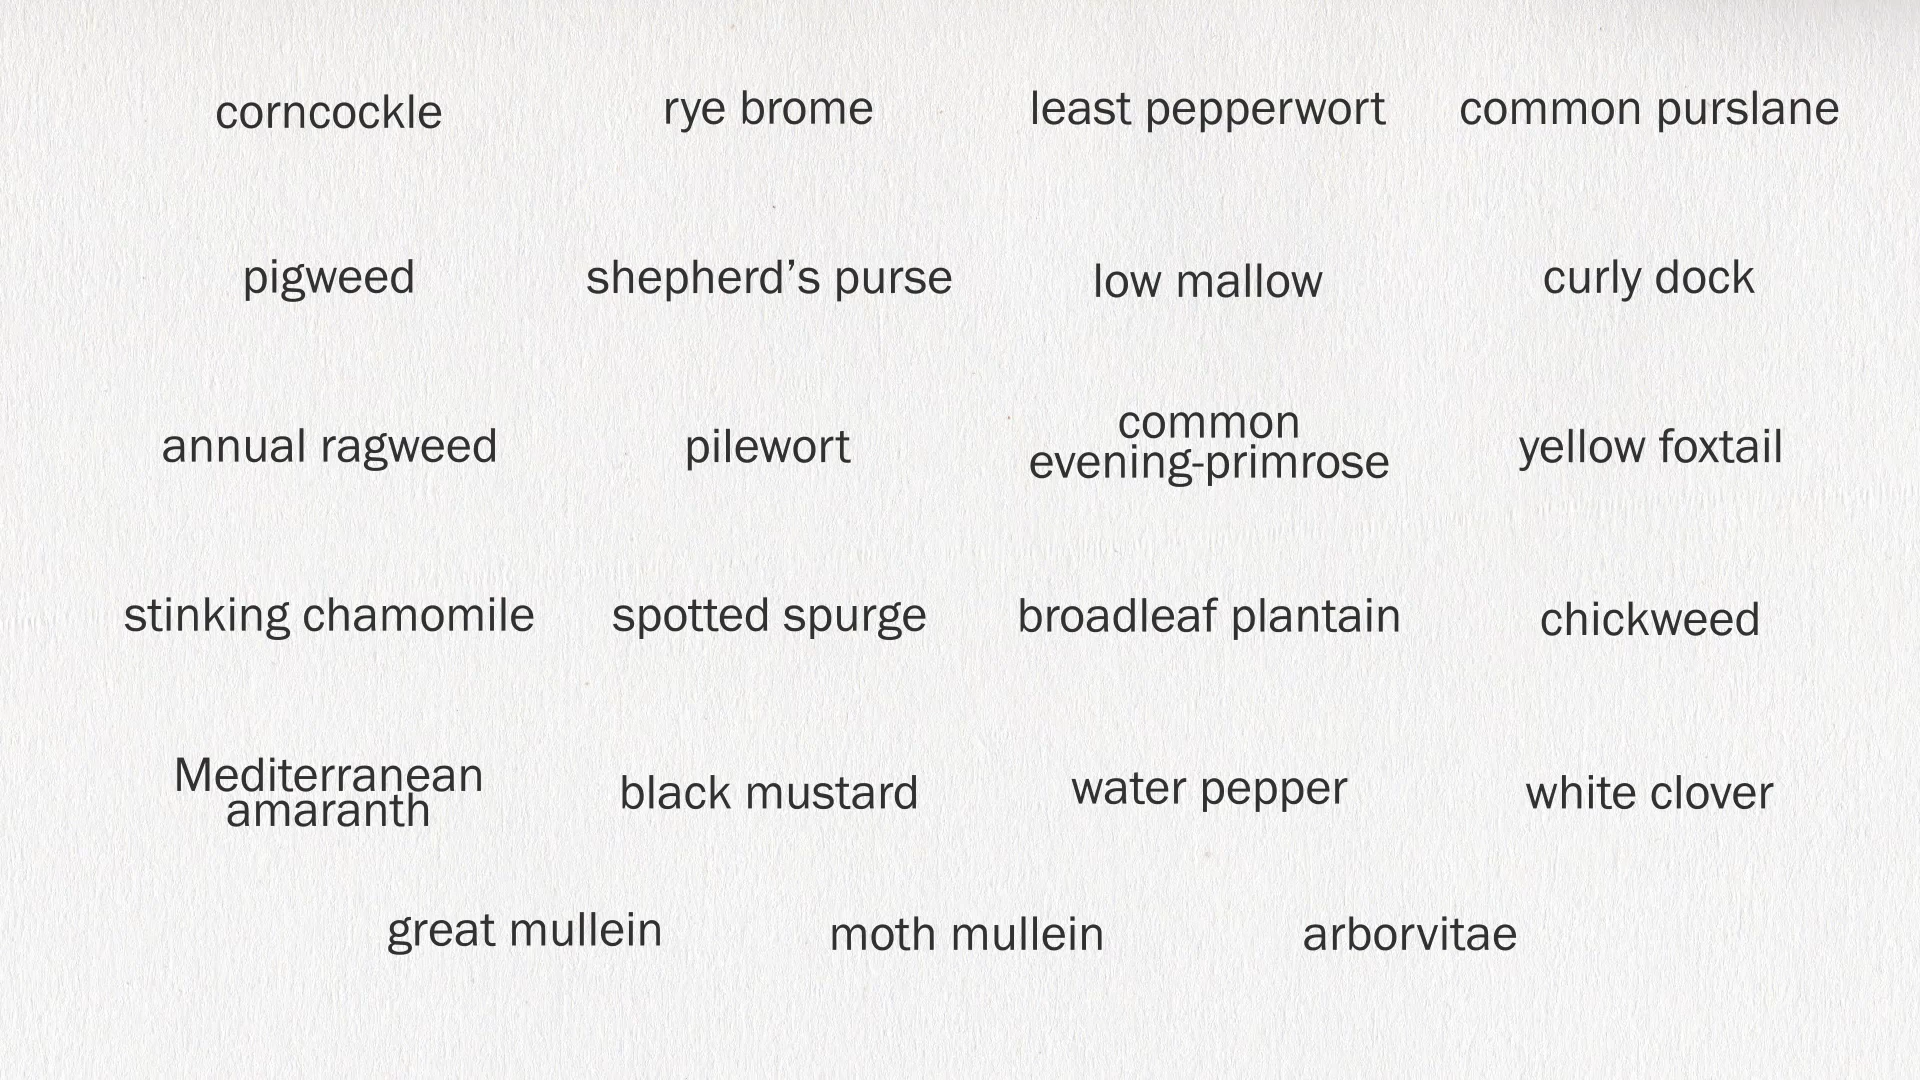 corncockle rye brome least pepperwort common purslane
pigweed shepherd’s purse low mallow curly dock
annual ragweed pilewort common evening-primrose yellow foxtail
stinking chamomile spotted spurge broadleaf plantain chickweed
Mediterranean amaranth black mustard water pepper white clover
great mullein moth mullein arborvitae